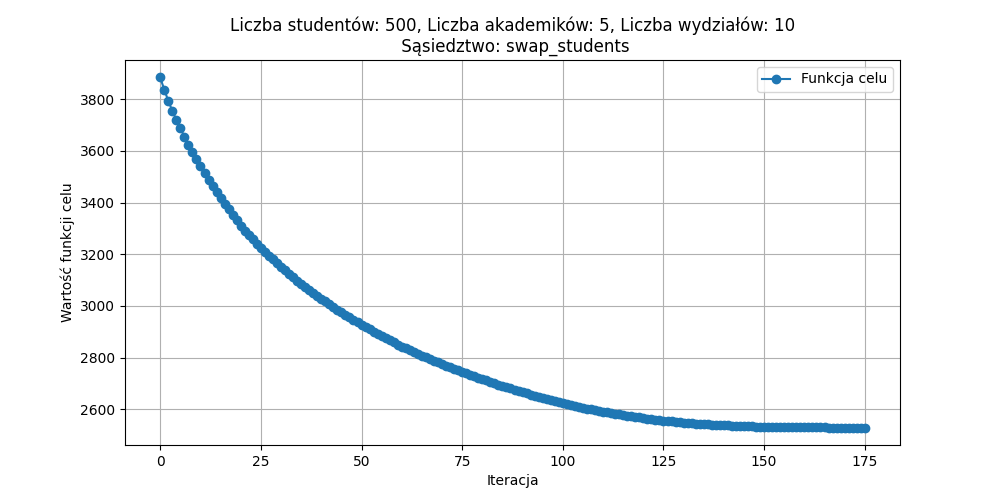 Liczba studentów: 500, Liczba akademików: 5, Liczba wydziałów: 10
Sąsiedztwo: swap_students
Funkcja celu
Wartość funkcji celu
3800
3600
3400
3200
3000
2800
2600
0 25 50 75 100 125 150 175
Iteracja